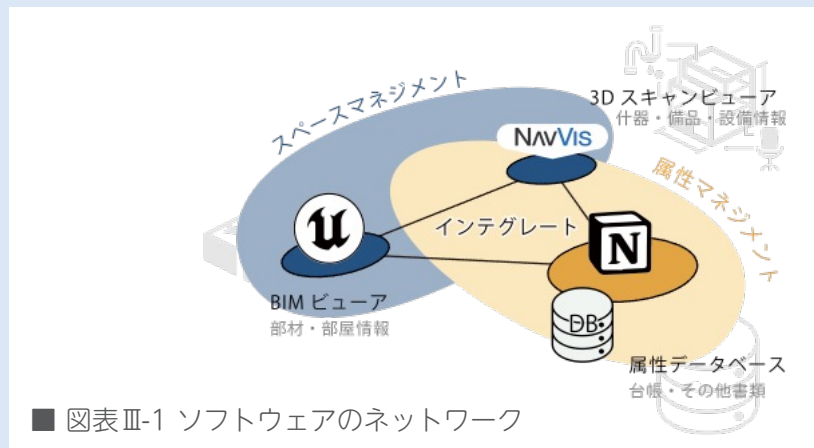 スペースマネジメント
3D スキャンビューア
什器・備品・設備情報
NAVVIS
属性マネジメント
インテグレート
N
BIM ビューア
部材・部屋情報
DB
属性データベース
台帳・その他書類
■ 図表Ⅲ-1 ソフトウェアのネットワーク